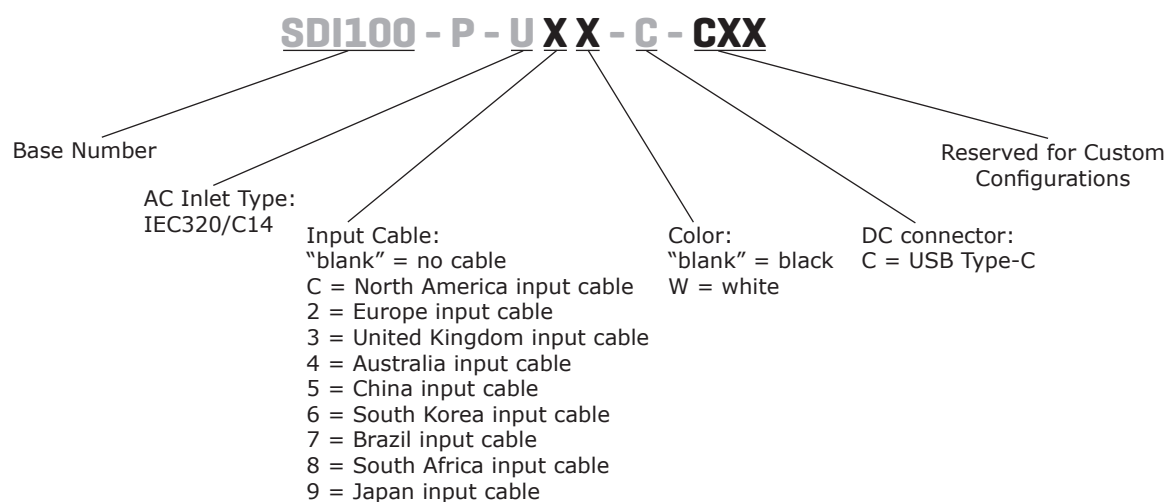 SDI100 - P - U X X - C - CXX
Base Number
AC Inlet Type:
IEC320/C14
Input Cable:
“blank” = no cable
C = North America input cable
2 = Europe input cable
3 = United Kingdom input cable
4 = Australia input cable
5 = China input cable
6 = South Korea input cable
7 = Brazil input cable
8 = South Africa input cable
9 = Japan input cable
Color:
“blank” = black
W = white
DC connector:
C = USB Type-C
Reserved for Custom
Configurations